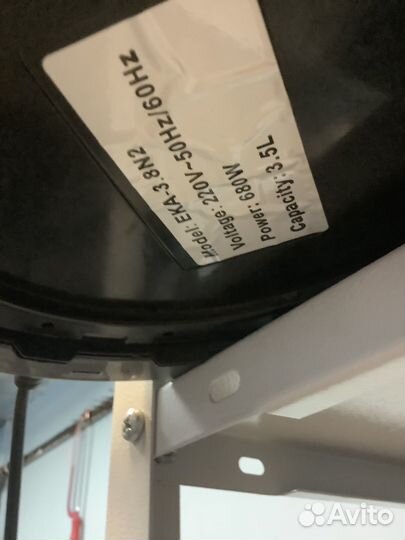 Model: EKA-3.8N2
Voltage: 220V~50Hz/60Hz
Power: 680W
Capacity: 3.5L
Avito